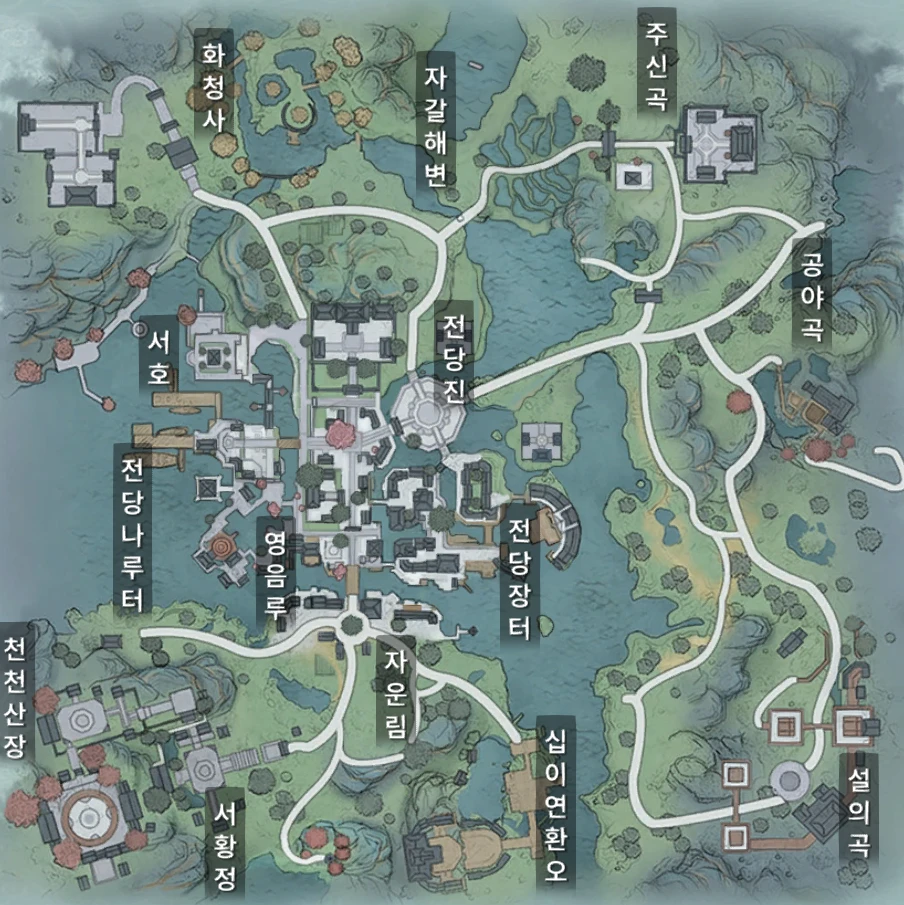 화청사
자갈해변
주신곡
공야곡
서호
전당진
전당나루터
영음루
전당장터
천천산장
자운림
서황정
십이연환오
설의곡